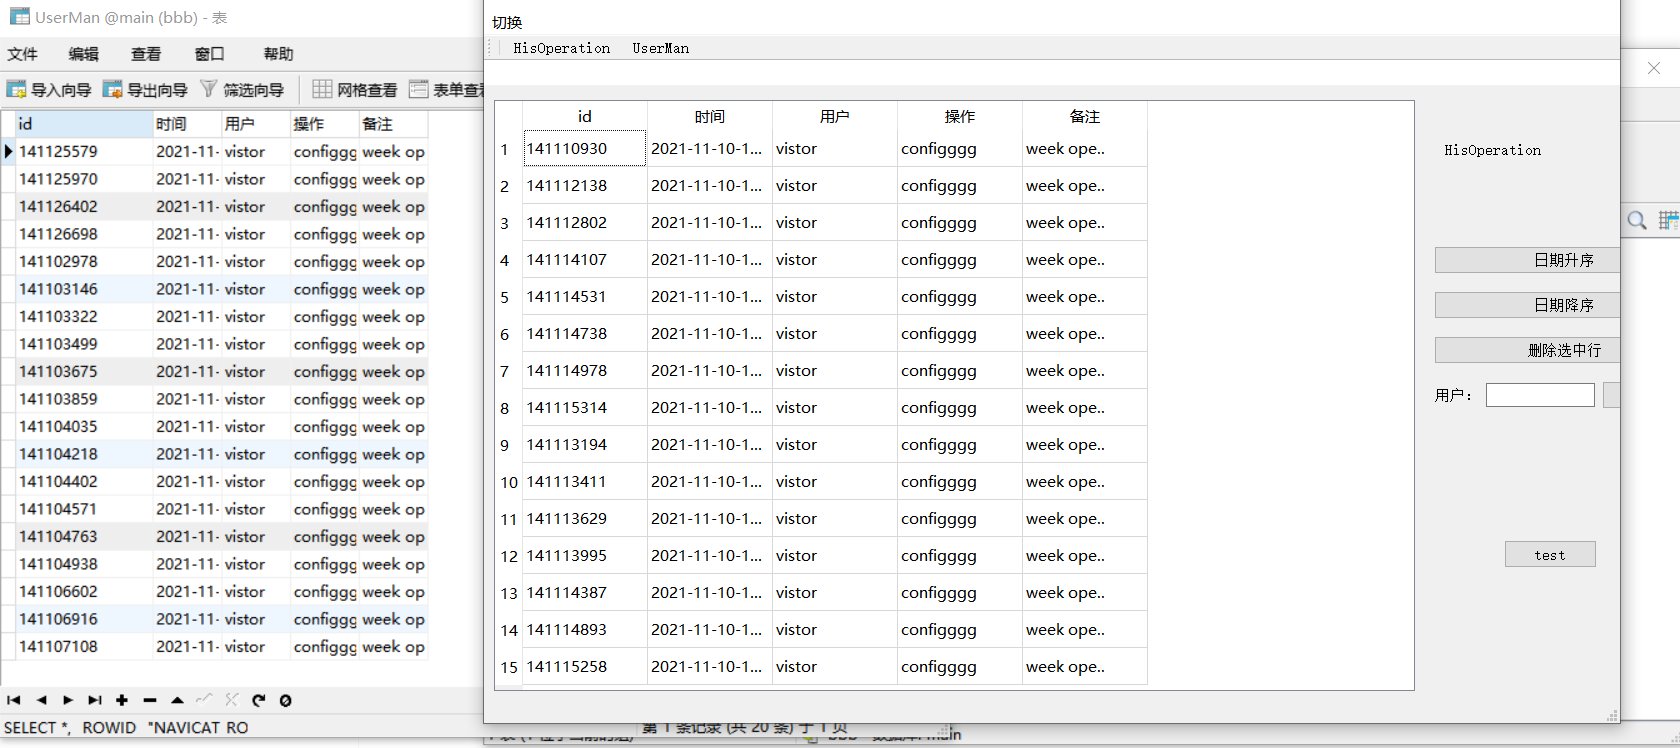 UserMan @main (bbb) - 表
文件 编辑 查看 窗口 帮助
导入向导 导出向导 筛选向导 网格查看 表单查看
id 时间 用户 操作 备注
141125579 2021-11- vistor configgg week op
141125970 2021-11- vistor configgg week op
141126402 2021-11- vistor configgg week op
141126698 2021-11- vistor configgg week op
141102978 2021-11- vistor configgg week op
141103146 2021-11- vistor configgg week op
141103322 2021-11- vistor configgg week op
141103499 2021-11- vistor configgg week op
141103675 2021-11- vistor configgg week op
141103859 2021-11- vistor configgg week op
141104035 2021-11- vistor configgg week op
141104218 2021-11- vistor configgg week op
141104402 2021-11- vistor configgg week op
141104571 2021-11- vistor configgg week op
141104763 2021-11- vistor configgg week op
141104938 2021-11- vistor configgg week op
141106602 2021-11- vistor configgg week op
141106916 2021-11- vistor configgg week op
141107108 2021-11- vistor configgg week op
SELECT *, ROWID "NAVICAT_RO
切换
HisOperation UserMan
id 时间 用户 操作 备注
1 141110930 2021-11-10-1... vistor configggg week ope..
2 141112138 2021-11-10-1... vistor configggg week ope..
3 141112802 2021-11-10-1... vistor configggg week ope..
4 141114107 2021-11-10-1... vistor configggg week ope..
5 141114531 2021-11-10-1... vistor configggg week ope..
6 141114738 2021-11-10-1... vistor configggg week ope..
7 141114978 2021-11-10-1... vistor configggg week ope..
8 141115314 2021-11-10-1... vistor configggg week ope..
9 141113194 2021-11-10-1... vistor configggg week ope..
10 141113411 2021-11-10-1... vistor configggg week ope..
11 141113629 2021-11-10-1... vistor configggg week ope..
12 141113995 2021-11-10-1... vistor configggg week ope..
13 141114387 2021-11-10-1... vistor configggg week ope..
14 141114893 2021-11-10-1... vistor configggg week ope..
15 141115258 2021-11-10-1... vistor configggg week ope..
HisOperation
日期升序
日期降序
删除选中行
用户：
test
第 1 条记录 (共 20 条) 于 1 页